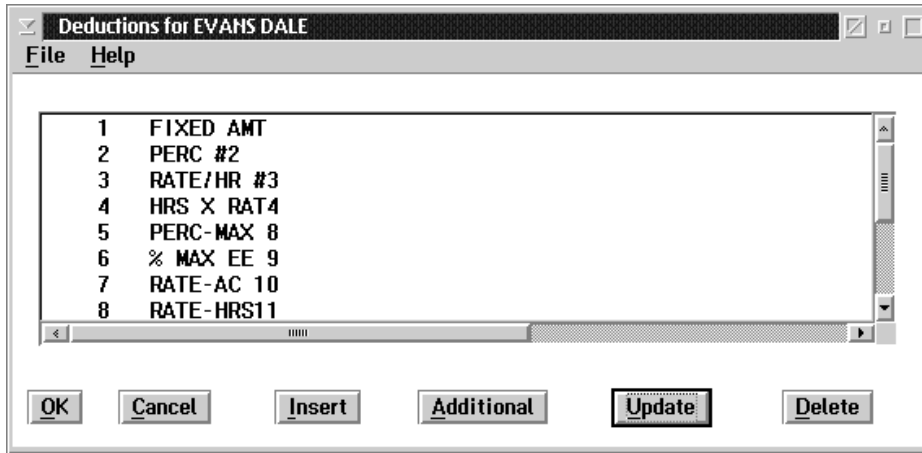 Deductions for EVANS DALE
File Help
1 FIXED AMT
2 PERC #2
3 RATE/HR #3
4 HRS X RAT4
5 PERC-MAX 8
6 % MAX EE 9
7 RATE-AC 10
8 RATE-HRS11
OK Cancel Insert Additional Update Delete